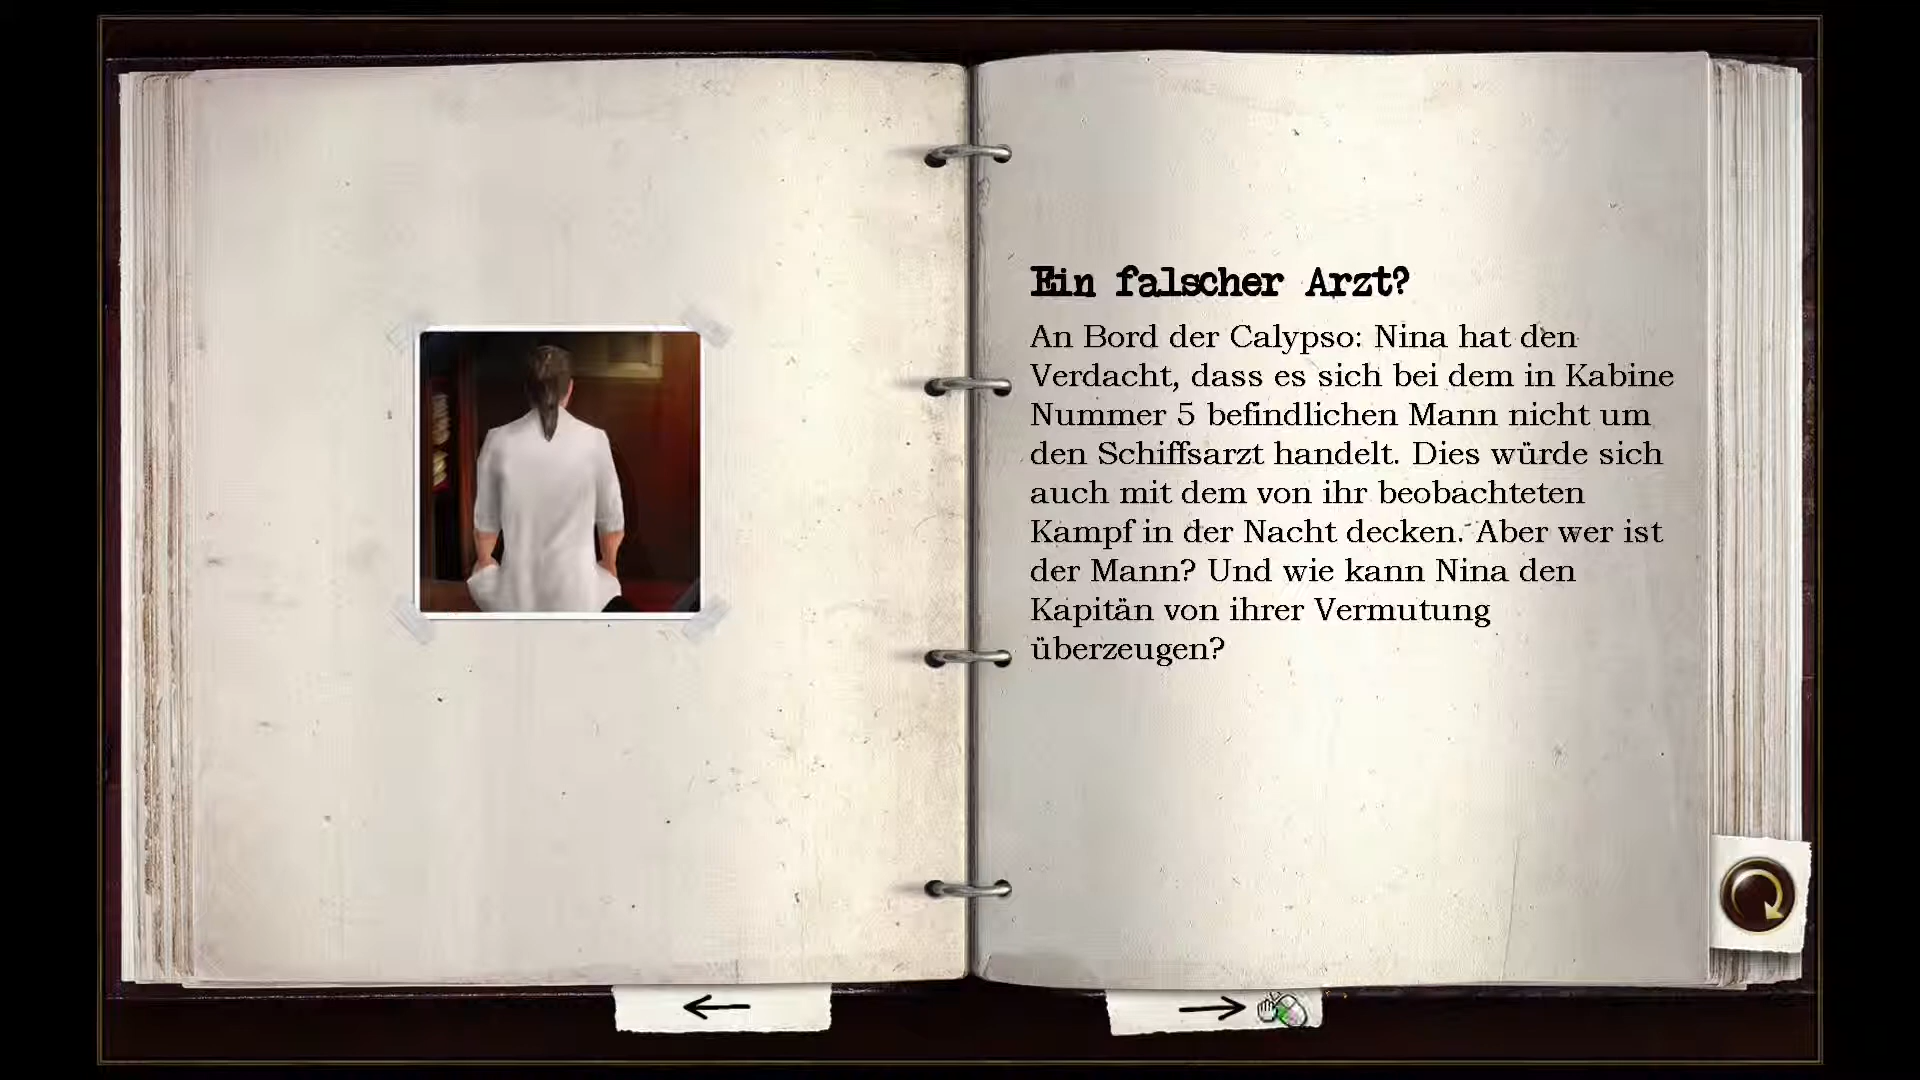 Ein falscher Arzt?
An Bord der Calypso: Nina hat den
Verdacht, dass es sich bei dem in Kabine
Nummer 5 befindlichen Mann nicht um
den Schiffsarzt handelt. Dies würde sich
auch mit dem von ihr beobachteten
Kampf in der Nacht decken. Aber wer ist
der Mann? Und wie kann Nina den
Kapitän von ihrer Vermutung
überzeugen?